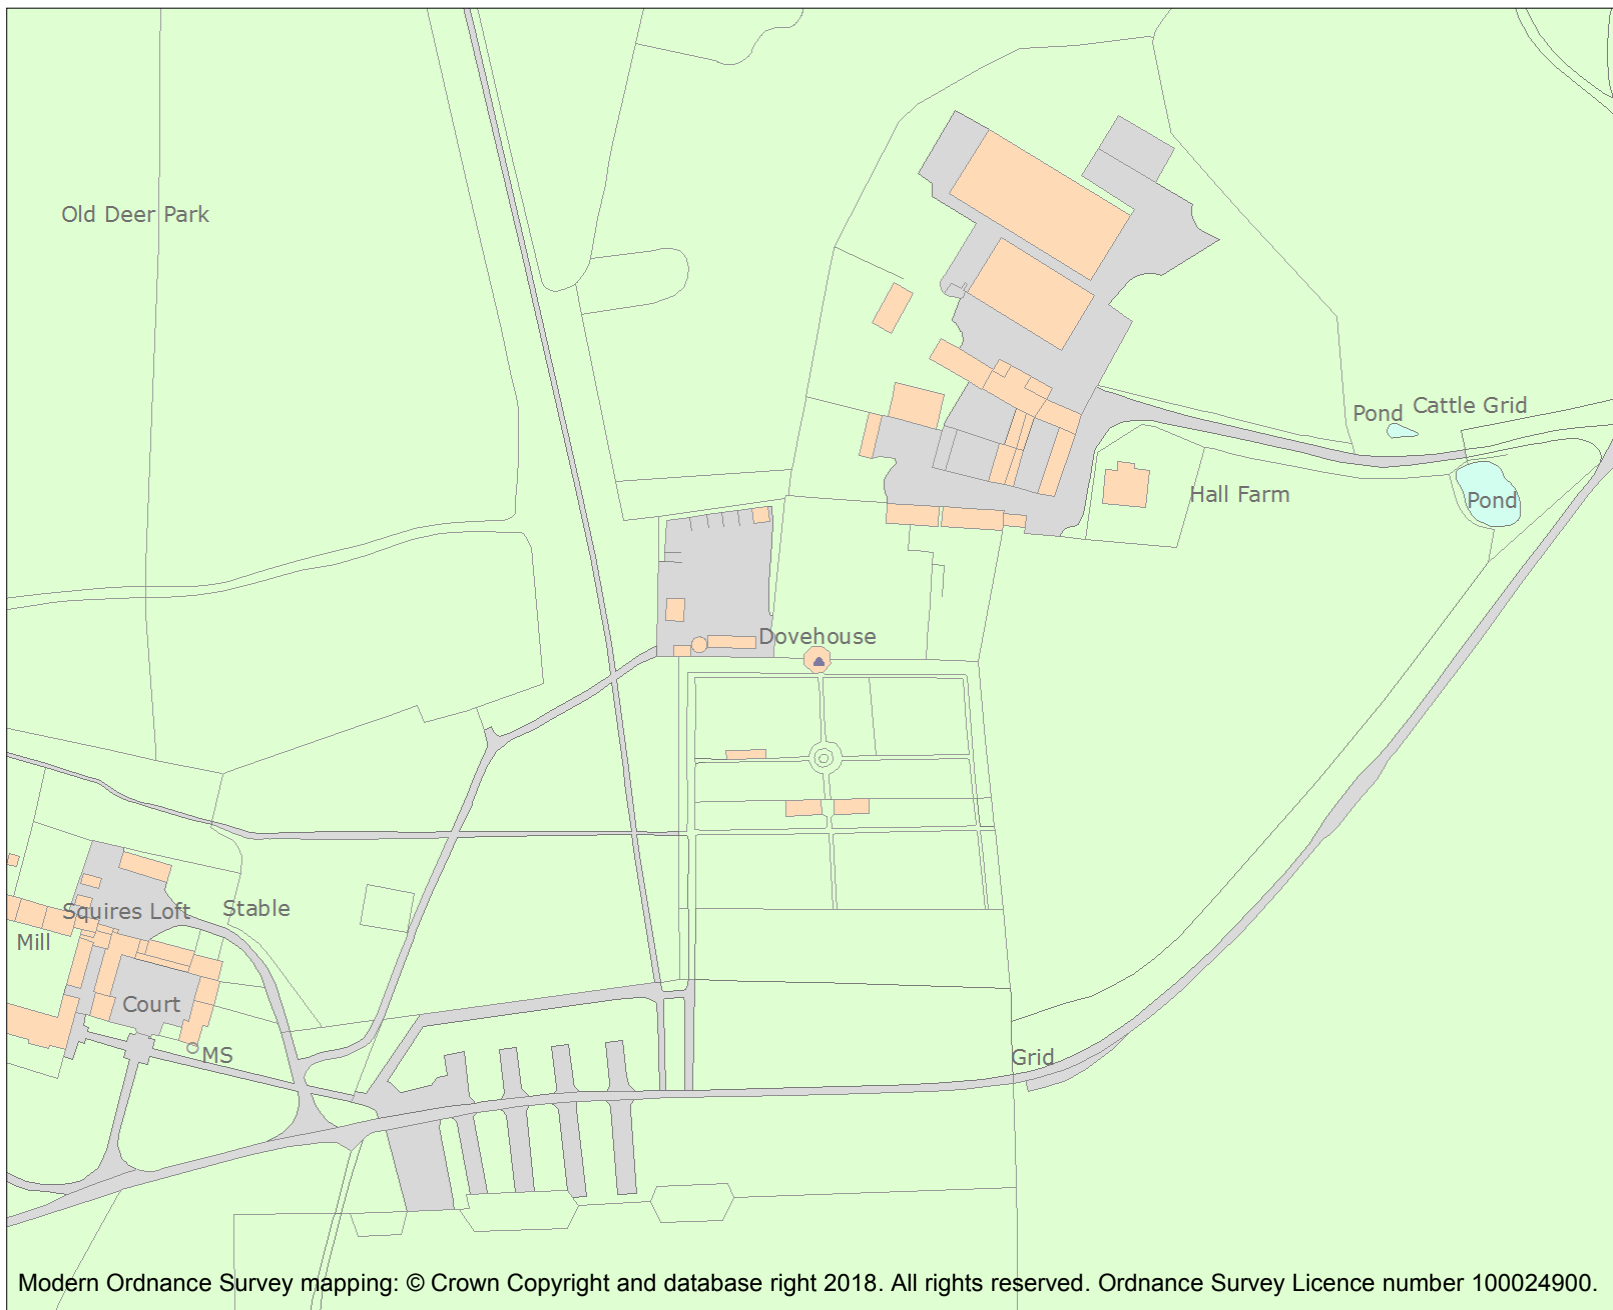 Old Deer Park
Pond
Cattle Grid
Hall Farm
Pond
Dovehouse
Squires Loft
Stable
Mill
Court
MS
Grid
Modern Ordnance Survey mapping: © Crown Copyright and database right 2018. All rights reserved. Ordnance Survey Licence number 100024900.